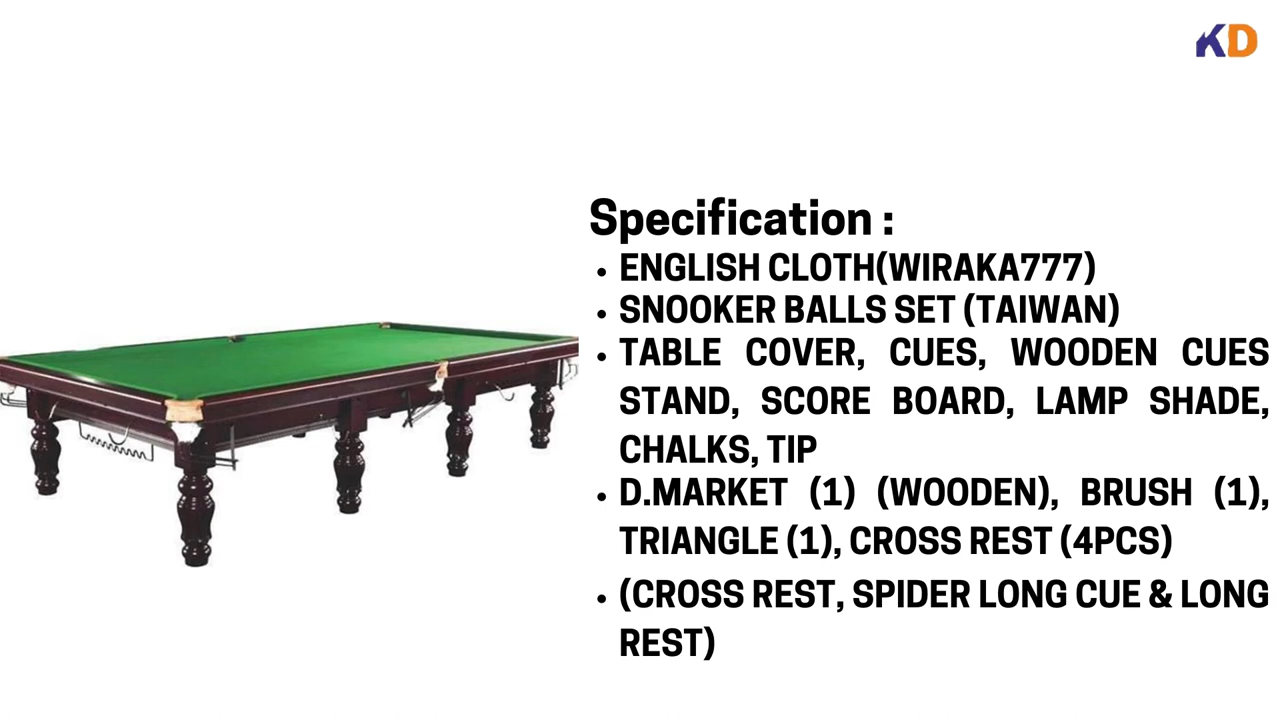 KD
Specification :
• ENGLISH CLOTH(WIRAKA777)
• SNOOKER BALLS SET (TAIWAN)
• TABLE COVER, CUES, WOODEN CUES
STAND, SCORE BOARD, LAMP SHADE,
CHALKS, TIP
• D.MARKET (1) (WOODEN), BRUSH (1),
TRIANGLE (1), CROSS REST (4PCS)
• (CROSS REST, SPIDER LONG CUE & LONG
REST)